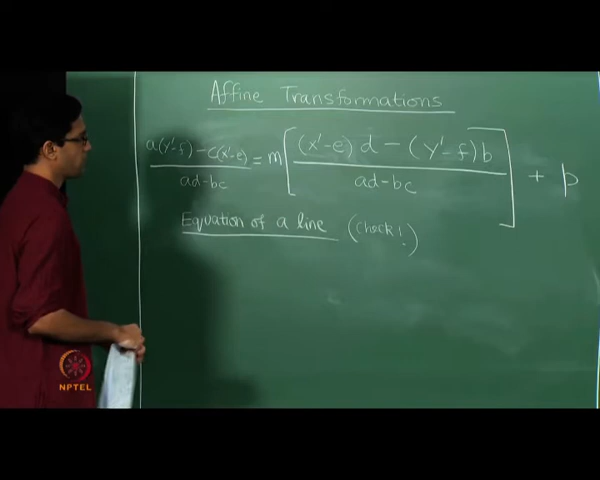 Affine Transformations
a(y'-f) - c(x'-e) / ad-bc = m [ (x'-e) d - (y'-f) b / ad-bc ] + p
Equation of a line (Check!)
NPTEL